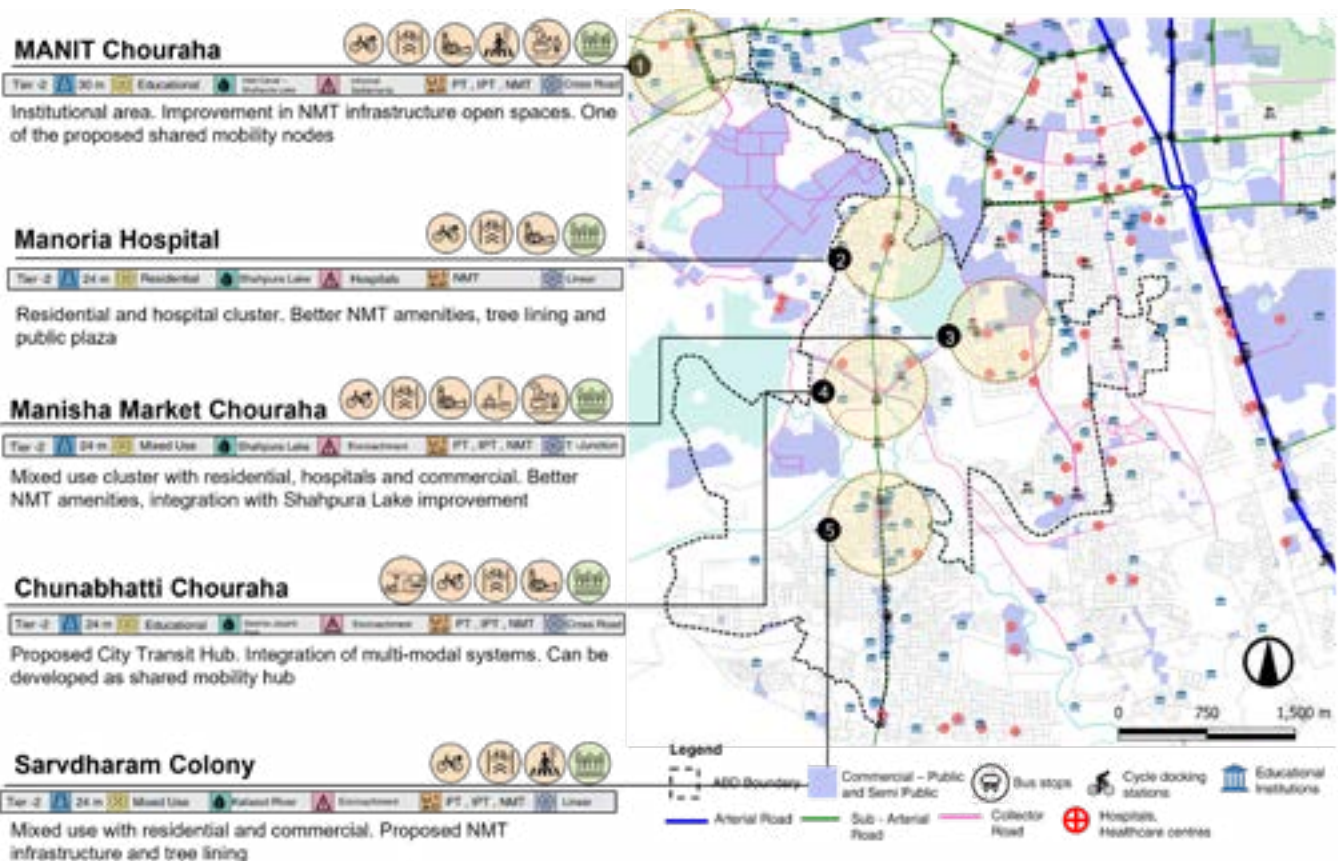 MANIT Chouraha
Tier -2 30 m Educational PT , IPT , NMT Cross Road
Institutional area. Improvement in NMT infrastructure open spaces. One
of the proposed shared mobility nodes
Manoria Hospital
Tier -2 24 m Residential Shahpura Lake Hospitals NMT Linear
Residential and hospital cluster. Better NMT amenities, tree lining and
public plaza
Manisha Market Chouraha
Tier -2 24 m Mixed Use Shahpura Lake Encroachment PT , IPT , NMT T -Junction
Mixed use cluster with residential, hospitals and commercial. Better
NMT amenities, integration with Shahpura Lake improvement
Chunabhatti Chouraha
Tier -2 24 m Educational Encroachment PT , IPT , NMT Cross Road
Proposed City Transit Hub. Integration of multi-modal systems. Can be
developed as shared mobility hub
Sarvdharam Colony
Tier -2 24 m Mixed Use Kaliasot River Encroachment PT , IPT , NMT Linear
Mixed use with residential and commercial. Proposed NMT
infrastructure and tree lining
1
2
3
4
5
0 750 1,500 m
Legend
ABD Boundary
Commercial – Public
and Semi Public
Bus stops
Cycle docking
stations
Educational
Institutions
Arterial Road
Sub - Arterial
Road
Collector
Road
Hospitals,
Healthcare centres